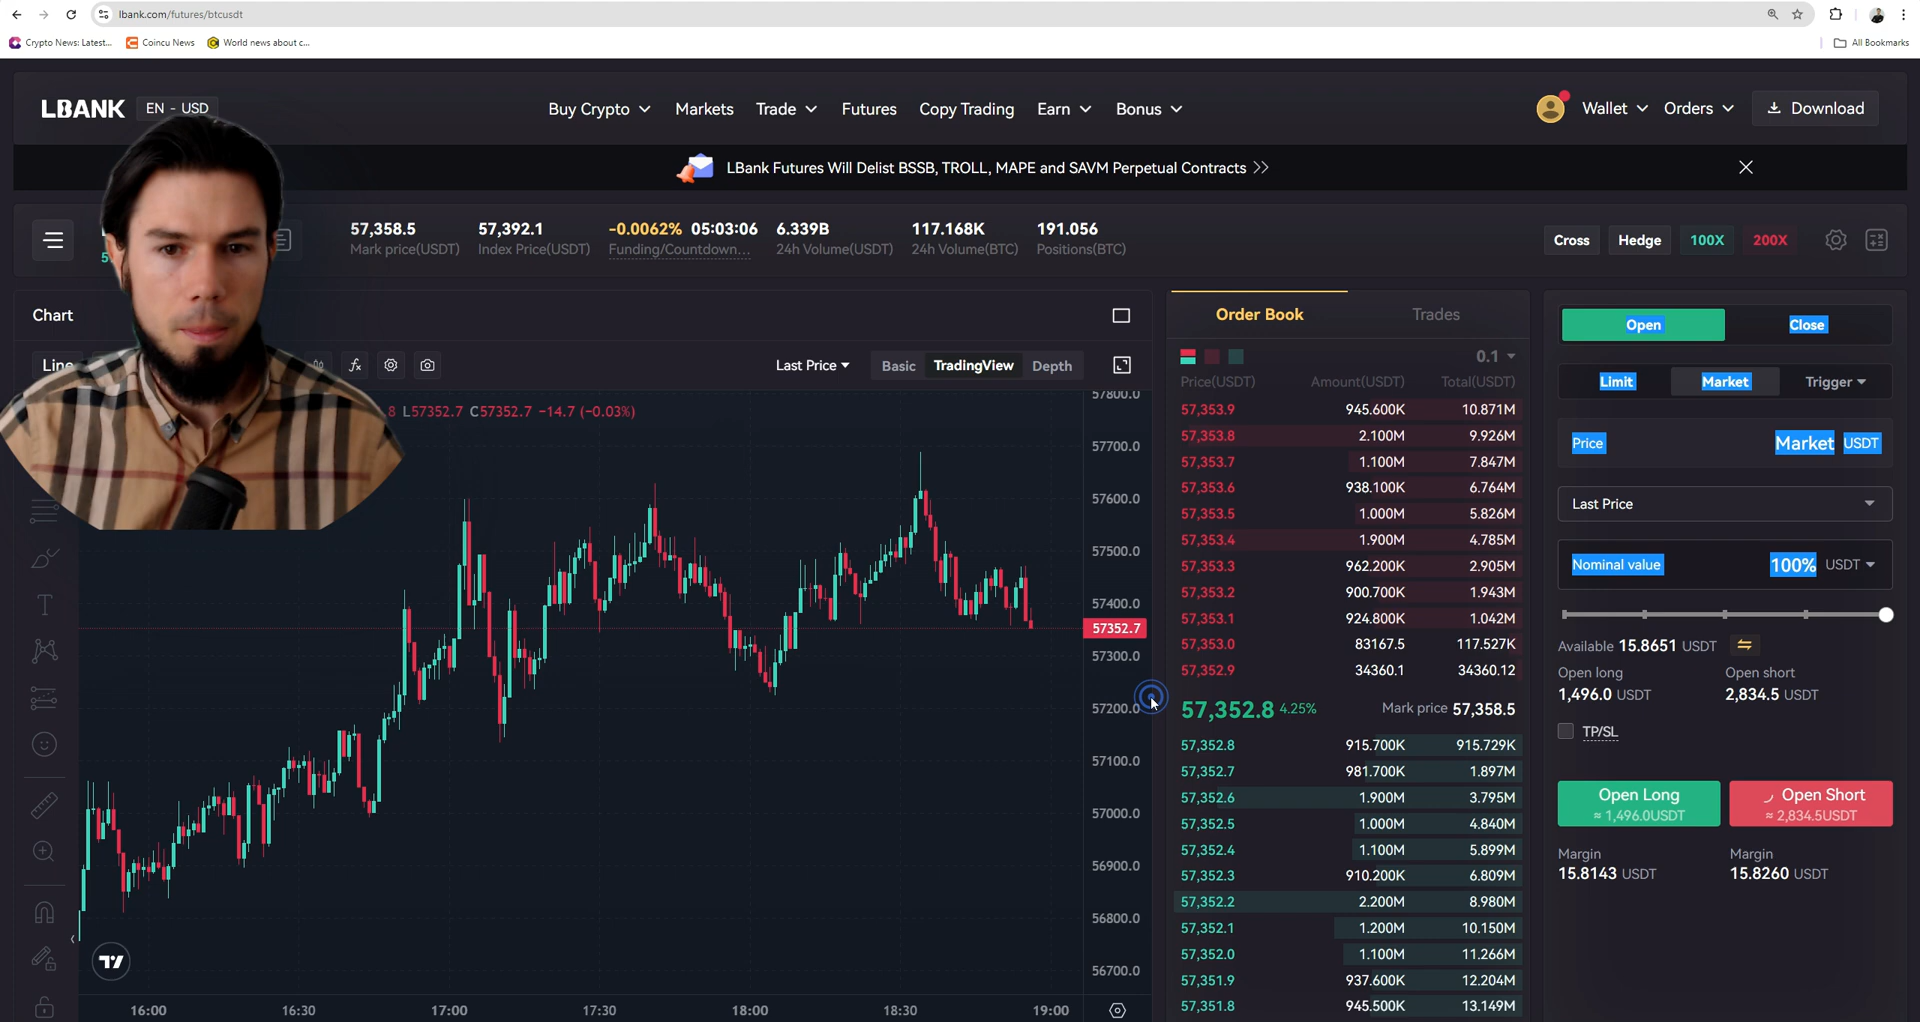 lbank.com/futures/btcusdt
Crypto News: Latest...
Coincu News
World news about c...
All Bookmarks
LBANK
EN - USD
Buy Crypto
Markets
Trade
Futures
Copy Trading
Earn
Bonus
Wallet
Orders
Download
LBank Futures Will Delist BSSB, TROLL, MAPE and SAVM Perpetual Contracts >>
57,358.5
Mark price(USDT)
57,392.1
Index Price(USDT)
-0.0062% 05:03:06
Funding/Countdown...
6.339B
24h Volume(USDT)
117.168K
24h Volume(BTC)
191.056
Positions(BTC)
Cross
Hedge
100X
200X
Chart
Line
Last Price
Basic
TradingView
Depth
8 L57352.7 C57352.7 −14.7 (−0.03%)
57800.0
57700.0
57600.0
57500.0
57400.0
57352.7
57300.0
57200.0
57100.0
57000.0
56900.0
56800.0
56700.0
16:00 16:30 17:00 17:30 18:00 18:30 19:00
Order Book
Trades
0.1
Price(USDT) Amount(USDT) Total(USDT)
57,353.9 945.600K 10.871M
57,353.8 2.100M 9.926M
57,353.7 1.100M 7.847M
57,353.6 938.100K 6.764M
57,353.5 1.000M 5.826M
57,353.4 1.900M 4.785M
57,353.3 962.200K 2.905M
57,353.2 900.700K 1.943M
57,353.1 924.800K 1.042M
57,353.0 83167.5 117.527K
57,352.9 34360.1 34360.12
57,352.8 4.25% Mark price 57,358.5
57,352.8 915.700K 915.729K
57,352.7 981.700K 1.897M
57,352.6 1.900M 3.795M
57,352.5 1.000M 4.840M
57,352.4 1.100M 5.899M
57,352.3 910.200K 6.809M
57,352.2 2.200M 8.980M
57,352.1 1.200M 10.150M
57,352.0 1.100M 11.266M
57,351.9 937.600K 12.204M
57,351.8 945.500K 13.149M
Open
Close
Limit
Market
Trigger
Price Market USDT
Last Price
Nominal value 100% USDT
Available 15.8651 USDT
Open long
1,496.0 USDT
Open short
2,834.5 USDT
TP/SL
Open Long
≈ 1,496.0USDT
Open Short
≈ 2,834.5USDT
Margin
15.8143 USDT
Margin
15.8260 USDT